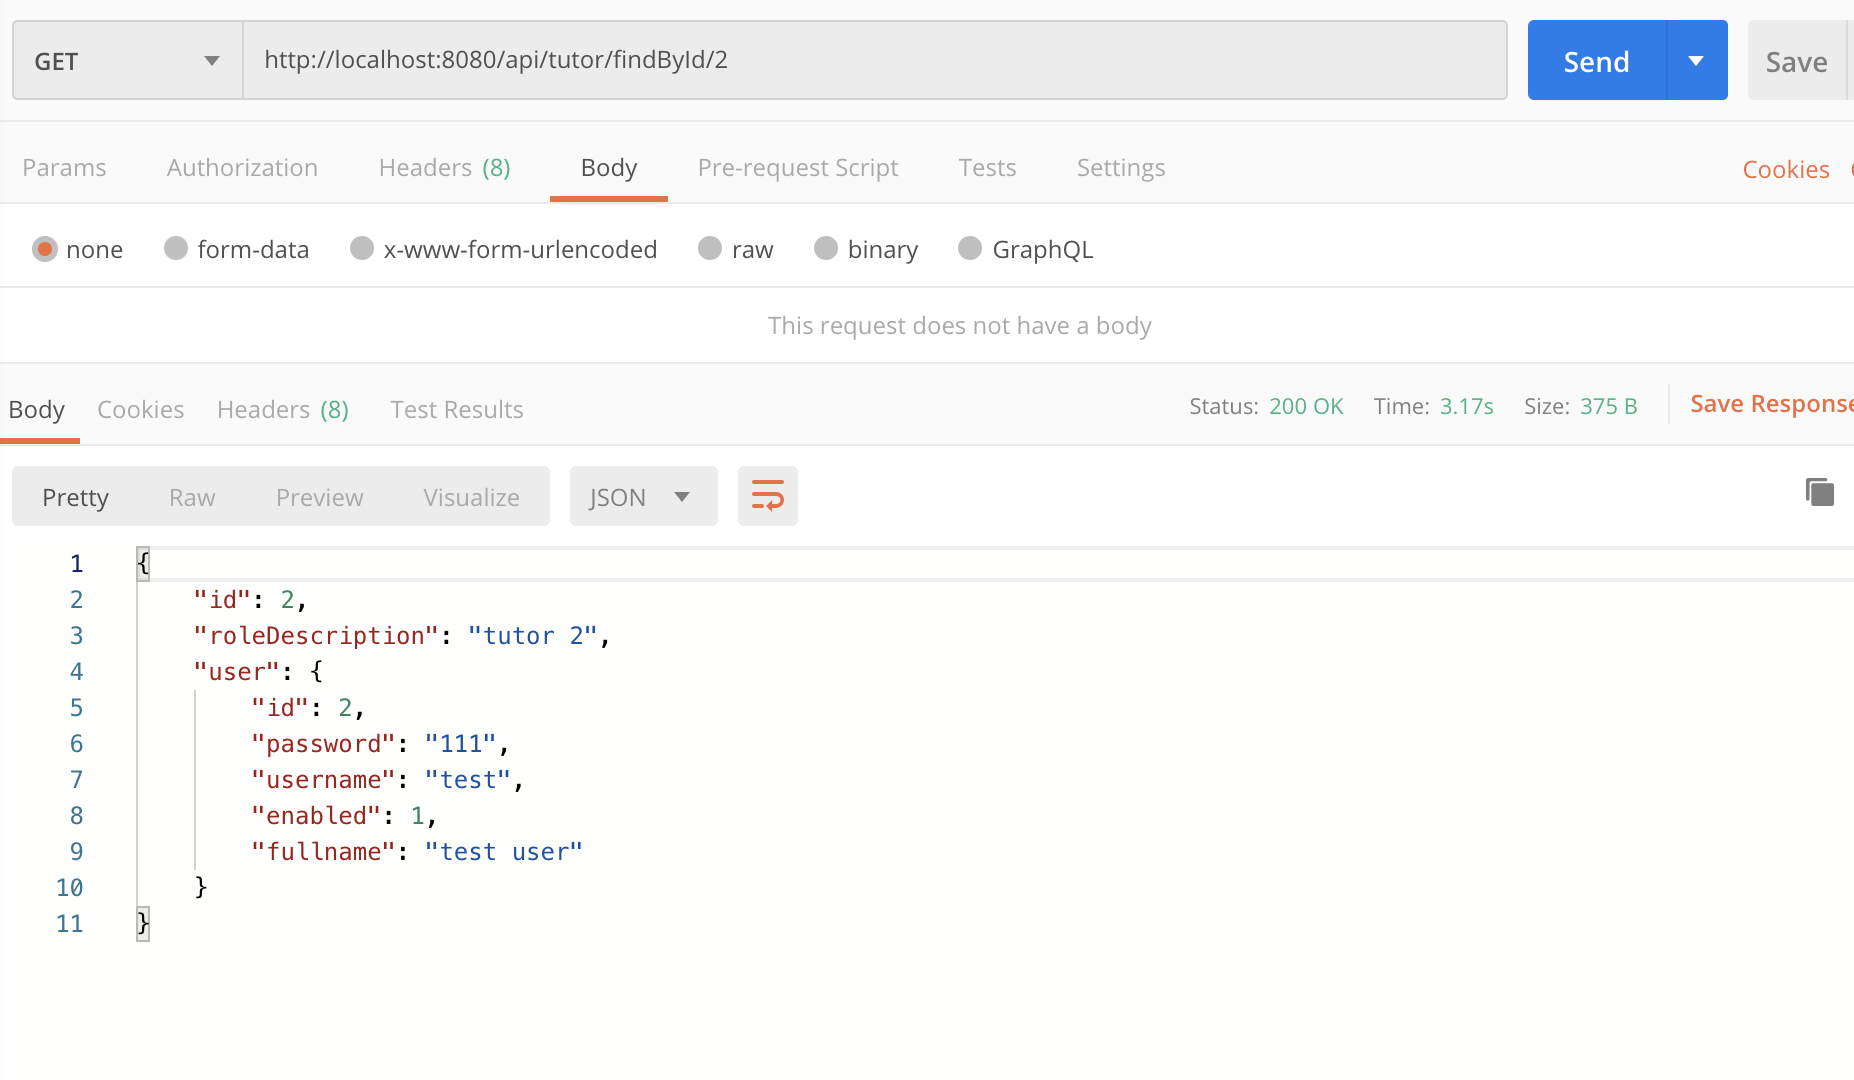 GET http://localhost:8080/api/tutor/findById/2 Send Save
Params Authorization Headers (8) Body Pre-request Script Tests Settings Cookies
none form-data x-www-form-urlencoded raw binary GraphQL
This request does not have a body
Body Cookies Headers (8) Test Results Status: 200 OK Time: 3.17s Size: 375 B Save Response
Pretty Raw Preview Visualize JSON
1 {
2 "id": 2,
3 "roleDescription": "tutor 2",
4 "user": {
5 "id": 2,
6 "password": "111",
7 "username": "test",
8 "enabled": 1,
9 "fullname": "test user"
10 }
11 }